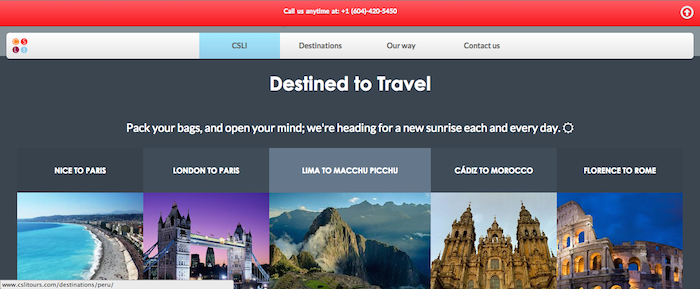 Call us anytime at: +1 (604)-420-5450
CSLI
Destinations
Our way
Contact us
Destined to Travel
Pack your bags, and open your mind; we're heading for a new sunrise each and every day.
NICE TO PARIS
LONDON TO PARIS
LIMA TO MACCHU PICCHU
CÁDIZ TO MOROCCO
FLORENCE TO ROME
www.cslitours.com/destinations/peru/